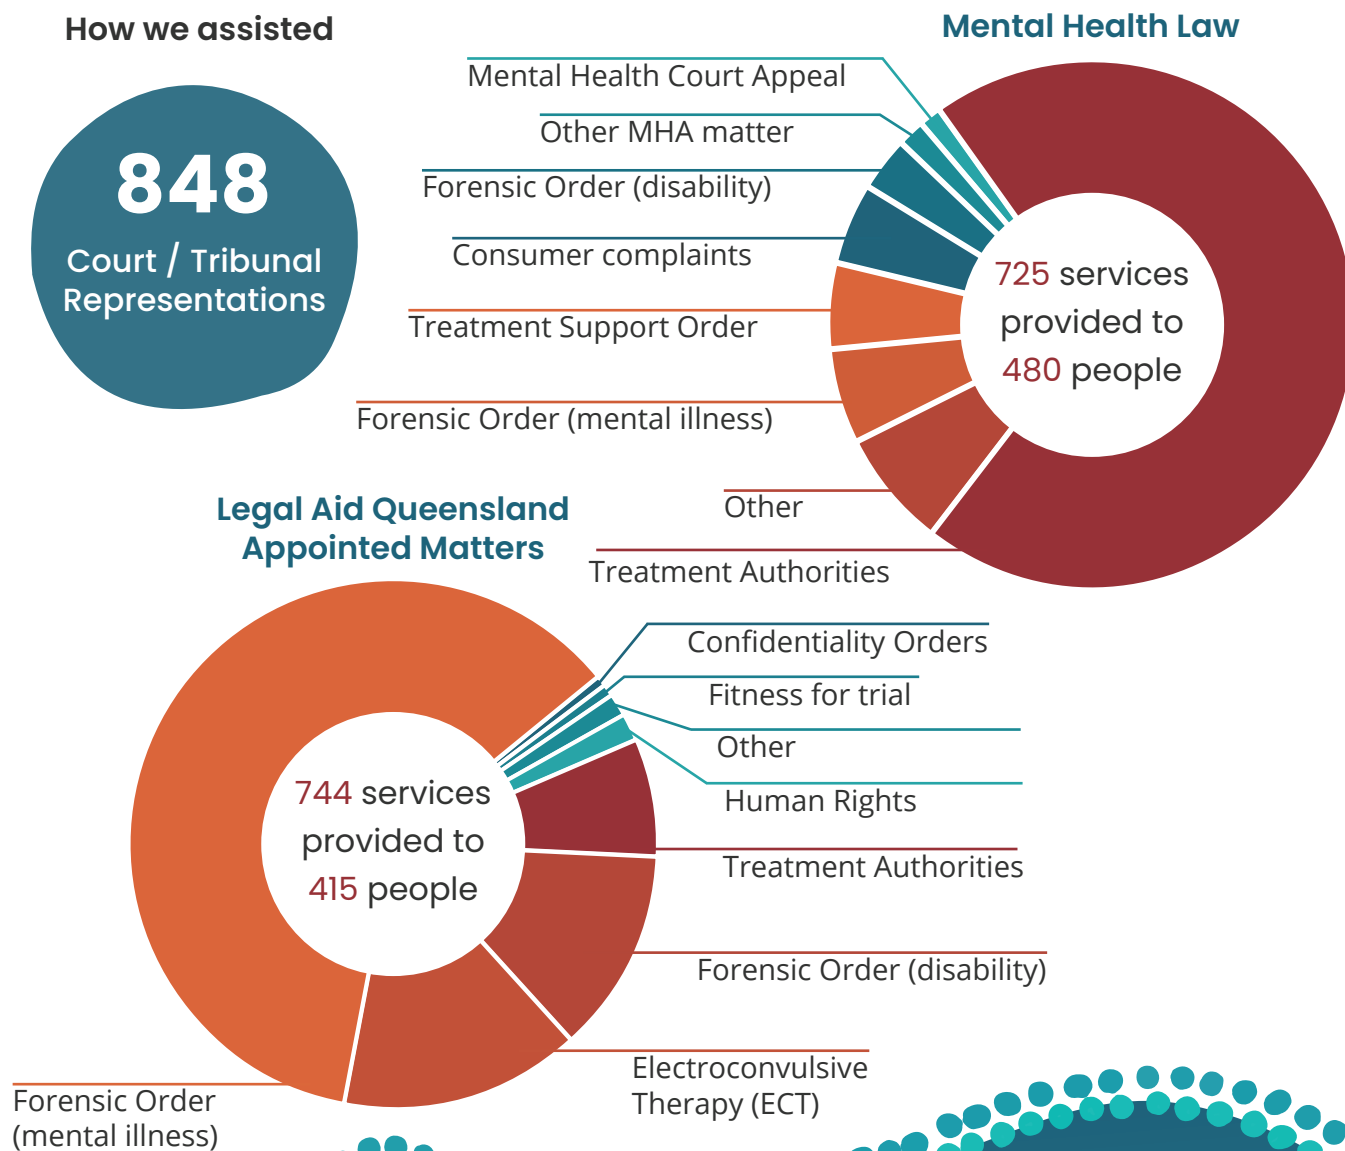 How we assisted
848
Court / Tribunal
Representations
Mental Health Law
Mental Health Court Appeal
Other MHA matter
Forensic Order (disability)
Consumer complaints
Treatment Support Order
Forensic Order (mental illness)
Other
Treatment Authorities
725 services
provided to
480 people
Legal Aid Queensland
Appointed Matters
Confidentiality Orders
Fitness for trial
Other
Human Rights
Treatment Authorities
Forensic Order (disability)
Electroconvulsive
Therapy (ECT)
Forensic Order
(mental illness)
744 services
provided to
415 people